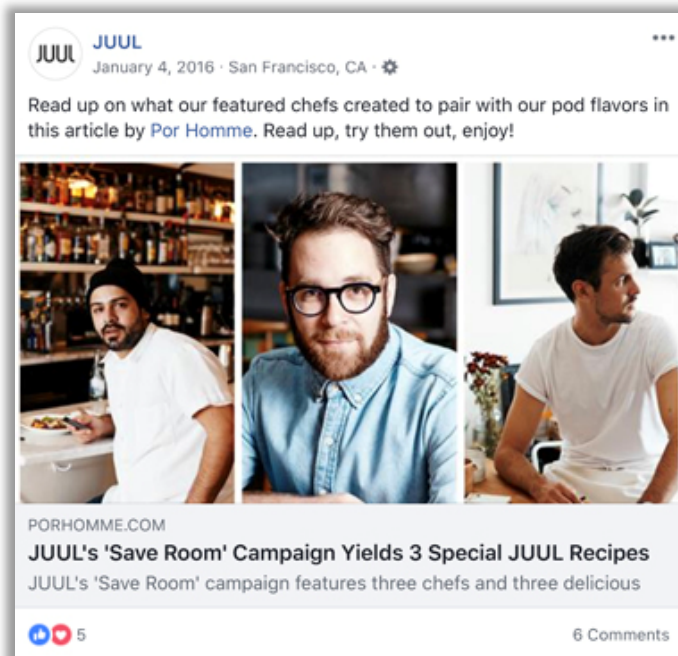 JUUL
JUUL
January 4, 2016 · San Francisco, CA ·
Read up on what our featured chefs created to pair with our pod flavors in
this article by Por Homme. Read up, try them out, enjoy!
PORHOMME.COM
JUUL's 'Save Room' Campaign Yields 3 Special JUUL Recipes
JUUL's 'Save Room' campaign features three chefs and three delicious
5
6 Comments